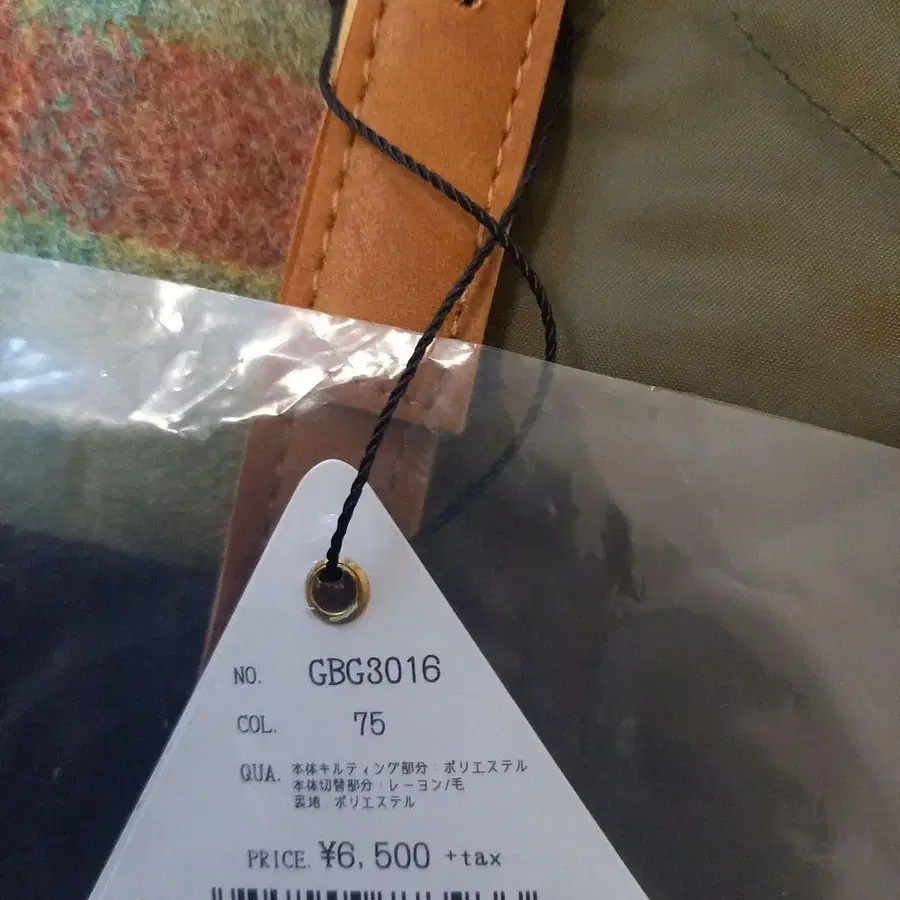 NO. GBG3016
COL. 75
QUA. 本体キルティング部分：ポリエステル
本体切替部分：レーヨン/毛
裏地：ポリエステル
PRICE. ¥6,500 +tax